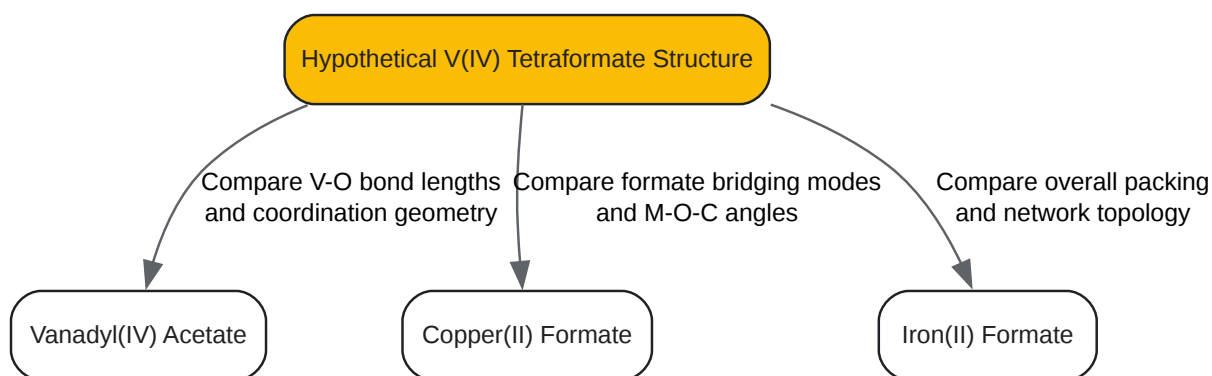 Hypothetical V(IV) Tetraformate Structure
Compare V-O bond lengths
and coordination geometry
Compare formate bridging modes
and M-O-C angles
Compare overall packing
and network topology
Vanadyl(IV) Acetate
Copper(II) Formate
Iron(II) Formate